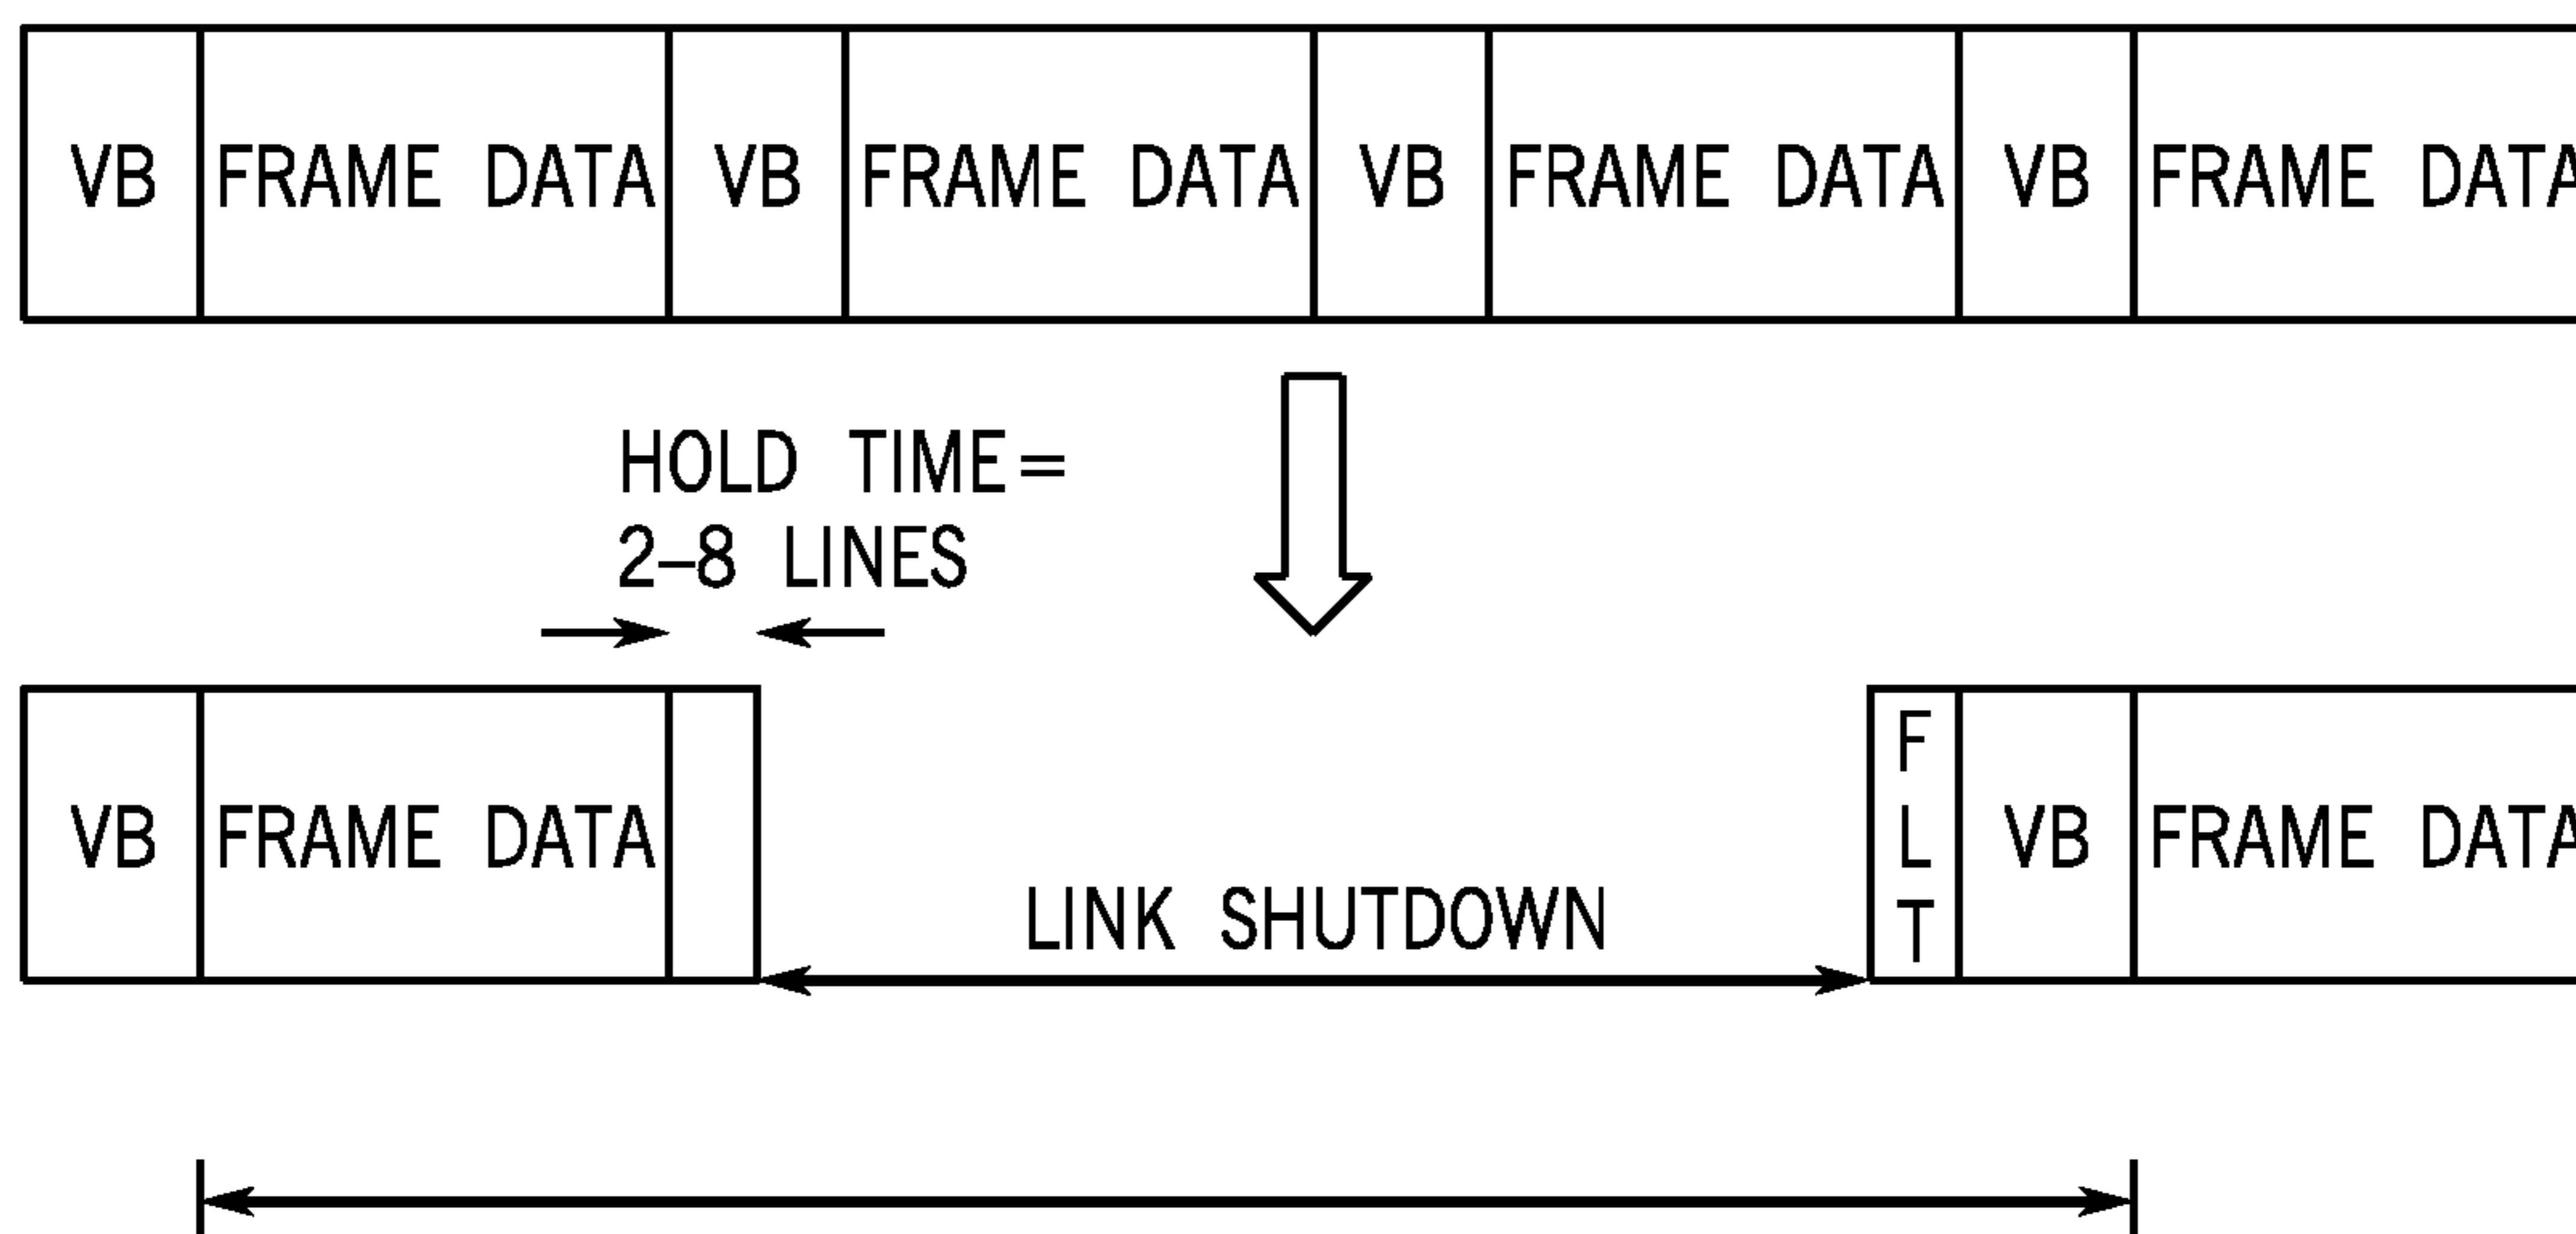 VB FRAME DATA VB FRAME DATA VB FRAME DATA VB FRAME DATA
HOLD TIME=
2–8 LINES
VB FRAME DATA
LINK SHUTDOWN
FLT
VB FRAME DATA